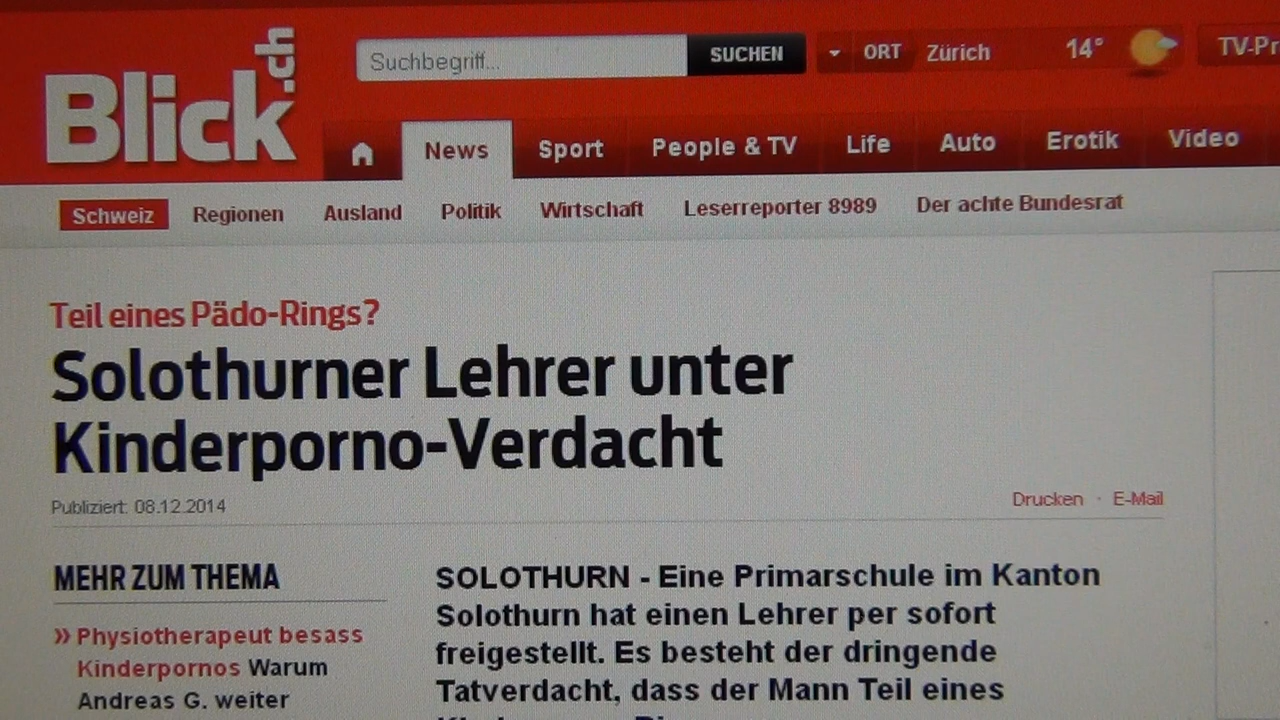 Blick.ch
Suchbegriff... SUCHEN ORT Zürich 14°
News Sport People & TV Life Auto Erotik Video
Schweiz Regionen Ausland Politik Wirtschaft Leserreporter 8989 Der achte Bundesrat
Teil eines Pädo-Rings?
Solothurner Lehrer unter
Kinderporno-Verdacht
Publiziert: 08.12.2014
Drucken · E-Mail
MEHR ZUM THEMA
» Physiotherapeut besass
Kinderpornos Warum
Andreas G. weiter
SOLOTHURN - Eine Primarschule im Kanton
Solothurn hat einen Lehrer per sofort
freigestellt. Es besteht der dringende
Tatverdacht, dass der Mann Teil eines